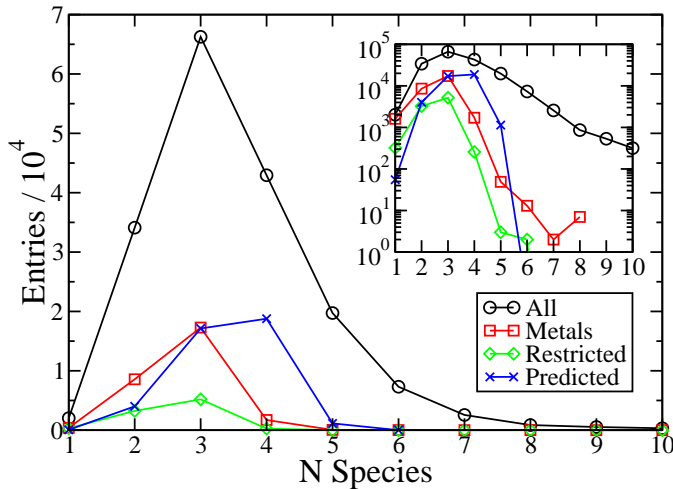 Entries / 10^4
7
6
5
4
3
2
1
0
1 2 3 4 5 6 7 8 9 10
N Species
10^5
10^4
10^3
10^2
10^1
10^0
1 2 3 4 5 6 7 8 9 10
All
Metals
Restricted
Predicted